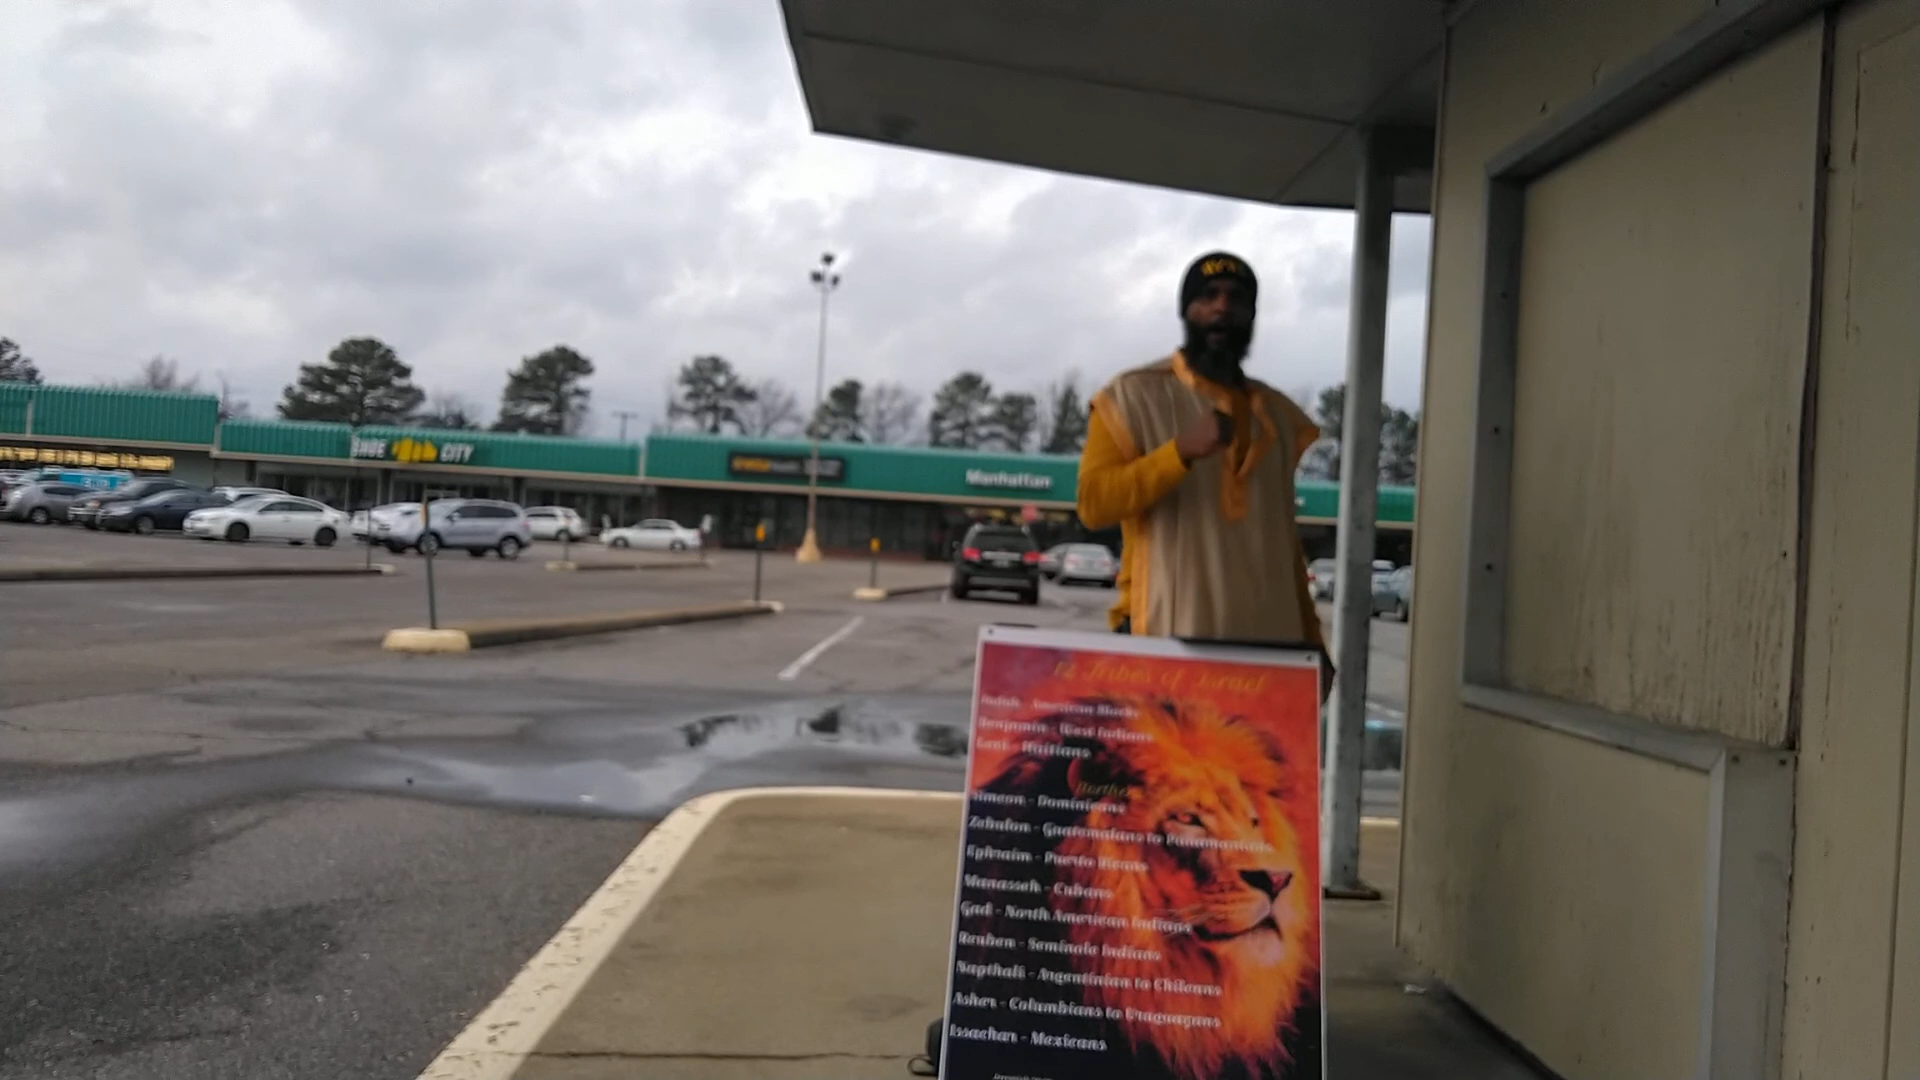 SHOE CITY
Manhattan
12 Tribes of Israel
Judah - American Blacks
Benjamin - West Indians
Levi - Haitians
Simeon - Dominicans
Zebulon - Guatemalans to Panamanians
Ephraim - Puerto Ricans
Manasseh - Cubans
Gad - North American Indians
Reuben - Seminole Indians
Napthali - Argentinian to Chileans
Asher - Columbians to Uruguayans
Issachar - Mexicans